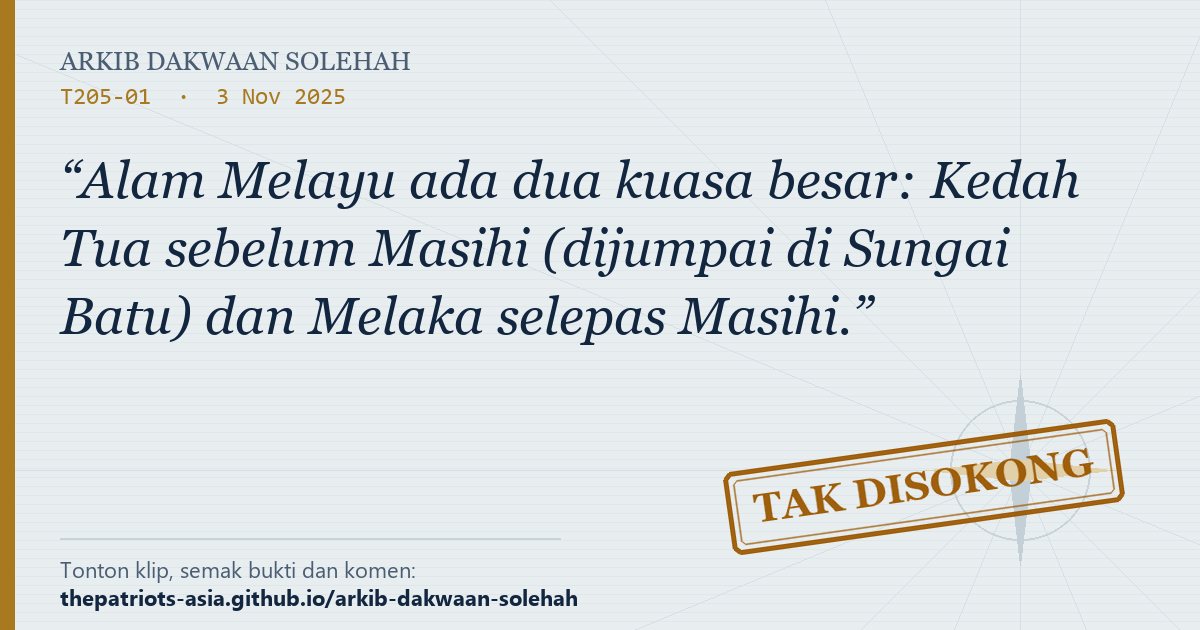 ARKIB DAKWAAN SOLEHAH
T205-01 · 3 Nov 2025
“Alam Melayu ada dua kuasa besar: Kedah
Tua sebelum Masihi (dijumpai di Sungai
Batu) dan Melaka selepas Masihi.”
TAK DISOKONG
Tonton klip, semak bukti dan komen:
thepatriots-asia.github.io/arkib-dakwaan-solehah